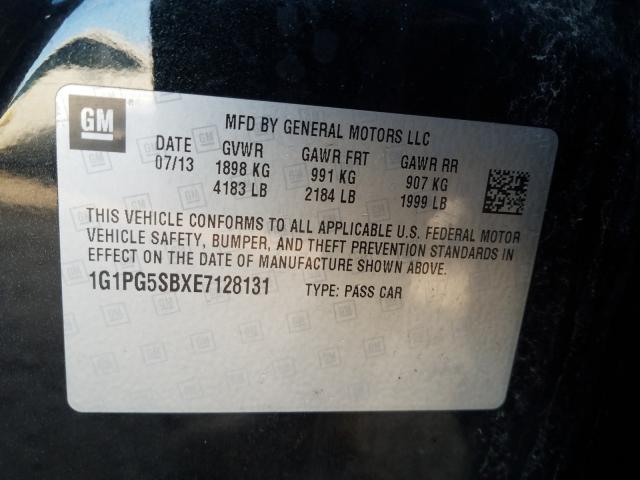 GM
MFD BY GENERAL MOTORS LLC
DATE GVWR GAWR FRT GAWR RR
07/13 1898 KG 991 KG 907 KG
4183 LB 2184 LB 1999 LB
THIS VEHICLE CONFORMS TO ALL APPLICABLE U.S. FEDERAL MOTOR
VEHICLE SAFETY, BUMPER, AND THEFT PREVENTION STANDARDS IN
EFFECT ON THE DATE OF MANUFACTURE SHOWN ABOVE.
1G1PG5SBXE7128131 TYPE: PASS CAR